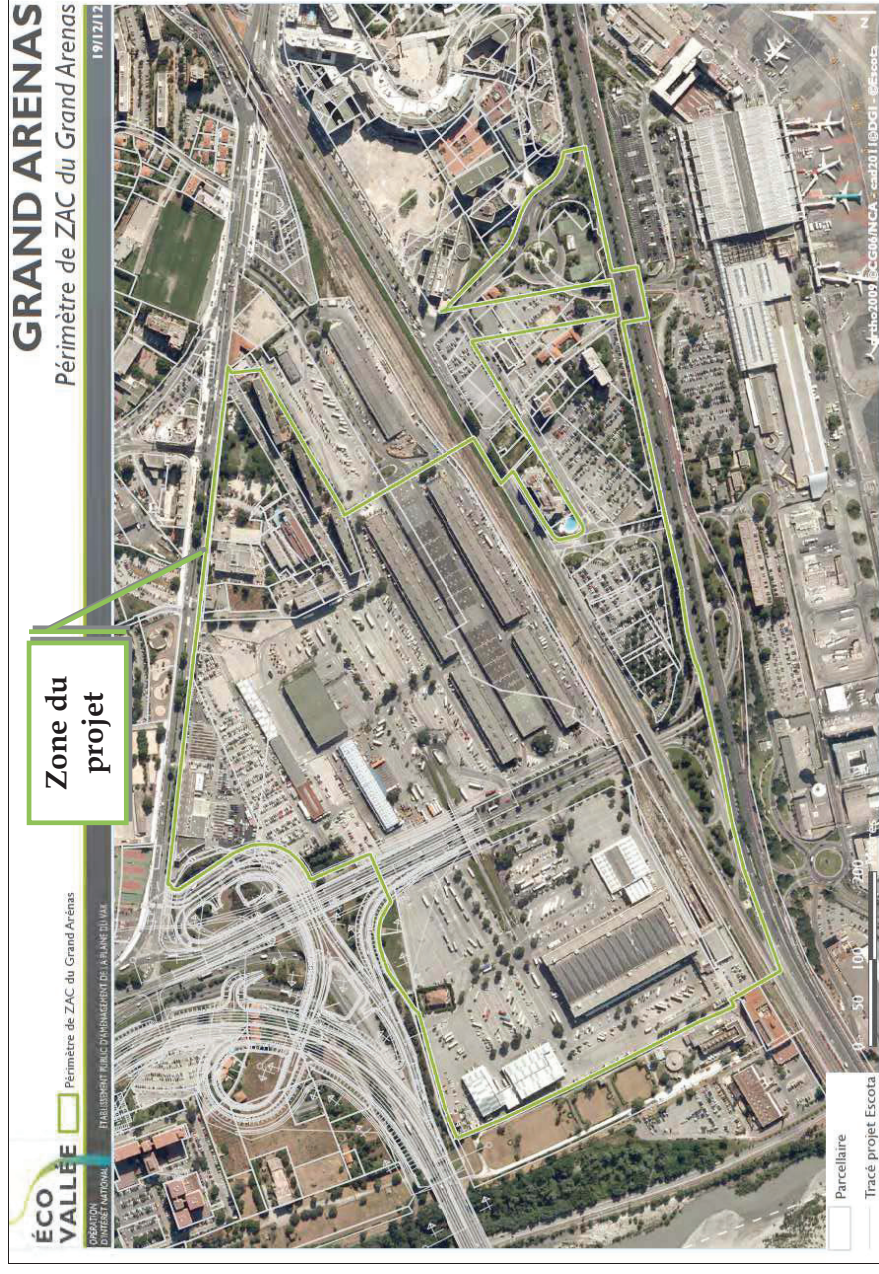 GRAND ARENAS
Périmètre de ZAC du Grand Arenas
19/12/12
ÉCO
VALLÉE
Périmètre de ZAC du Grand Arénas
OPÉRATION
D'INTÉRÊT NATIONAL
ÉTABLISSEMENT PUBLIC D'AMÉNAGEMENT DE LA PLAINE DU VAR
Zone du
projet
Parcellaire
Tracé projet Escota
0 50 100 200
N